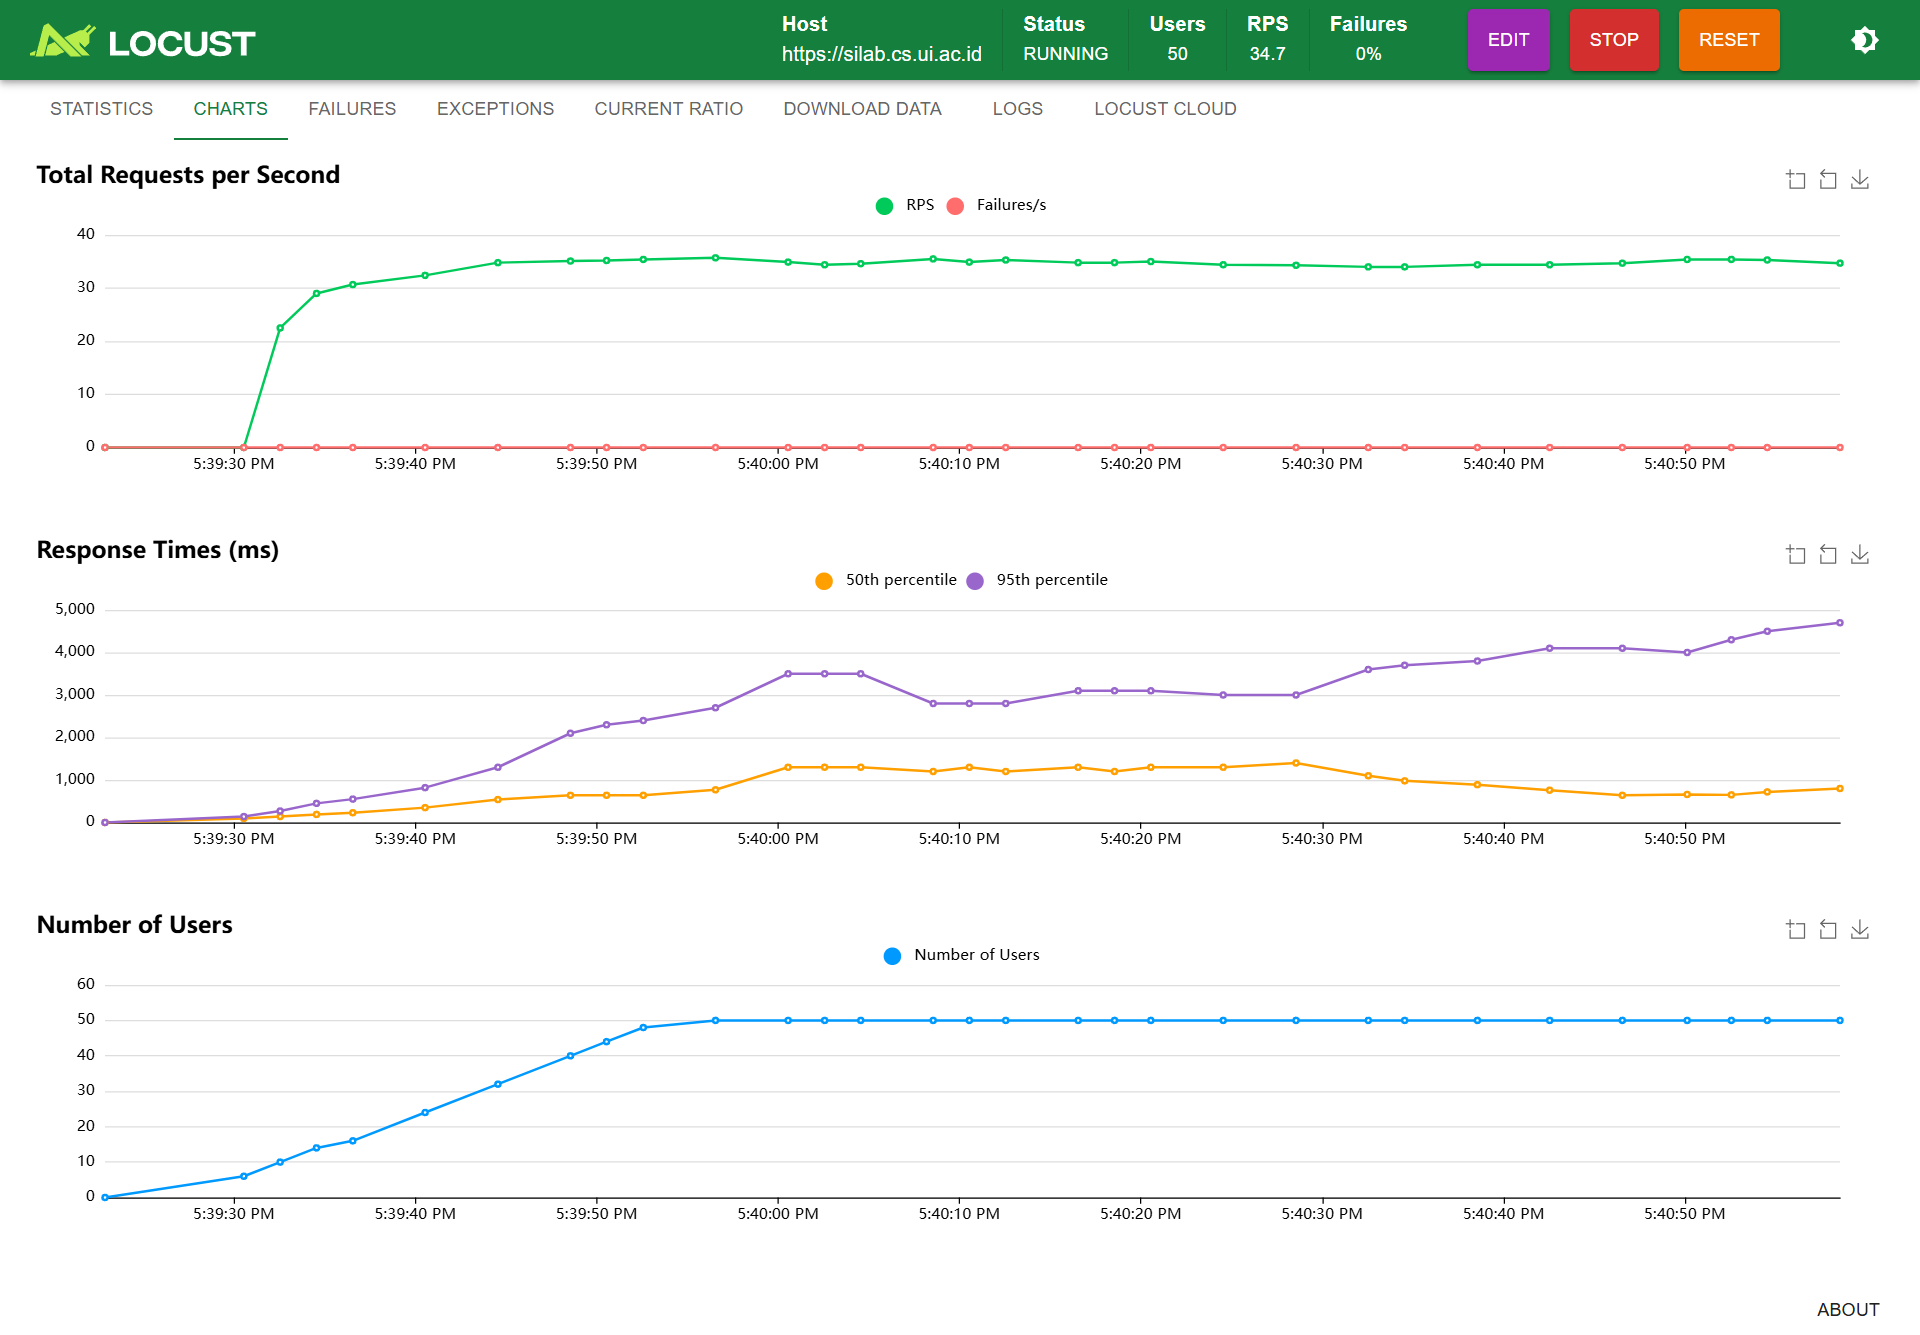 LOCUST
Host
https://silab.cs.ui.ac.id
Status
RUNNING
Users
50
RPS
34.7
Failures
0%
EDIT
STOP
RESET
STATISTICS
CHARTS
FAILURES
EXCEPTIONS
CURRENT RATIO
DOWNLOAD DATA
LOGS
LOCUST CLOUD
Total Requests per Second
RPS Failures/s
40
30
20
10
0
5:39:30 PM 5:39:40 PM 5:39:50 PM 5:40:00 PM 5:40:10 PM 5:40:20 PM 5:40:30 PM 5:40:40 PM 5:40:50 PM
Response Times (ms)
50th percentile 95th percentile
5,000
4,000
3,000
2,000
1,000
0
5:39:30 PM 5:39:40 PM 5:39:50 PM 5:40:00 PM 5:40:10 PM 5:40:20 PM 5:40:30 PM 5:40:40 PM 5:40:50 PM
Number of Users
Number of Users
60
50
40
30
20
10
0
5:39:30 PM 5:39:40 PM 5:39:50 PM 5:40:00 PM 5:40:10 PM 5:40:20 PM 5:40:30 PM 5:40:40 PM 5:40:50 PM
ABOUT